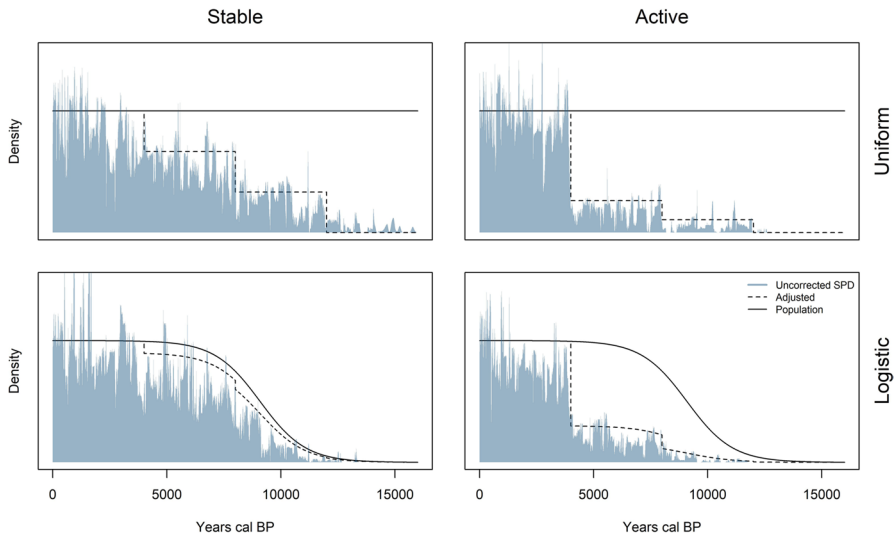 Stable
Active
Density
Uniform
Density
Uncorrected SPD
Adjusted
Population
Logistic
0 5000 10000 15000
0 5000 10000 15000
Years cal BP
Years cal BP